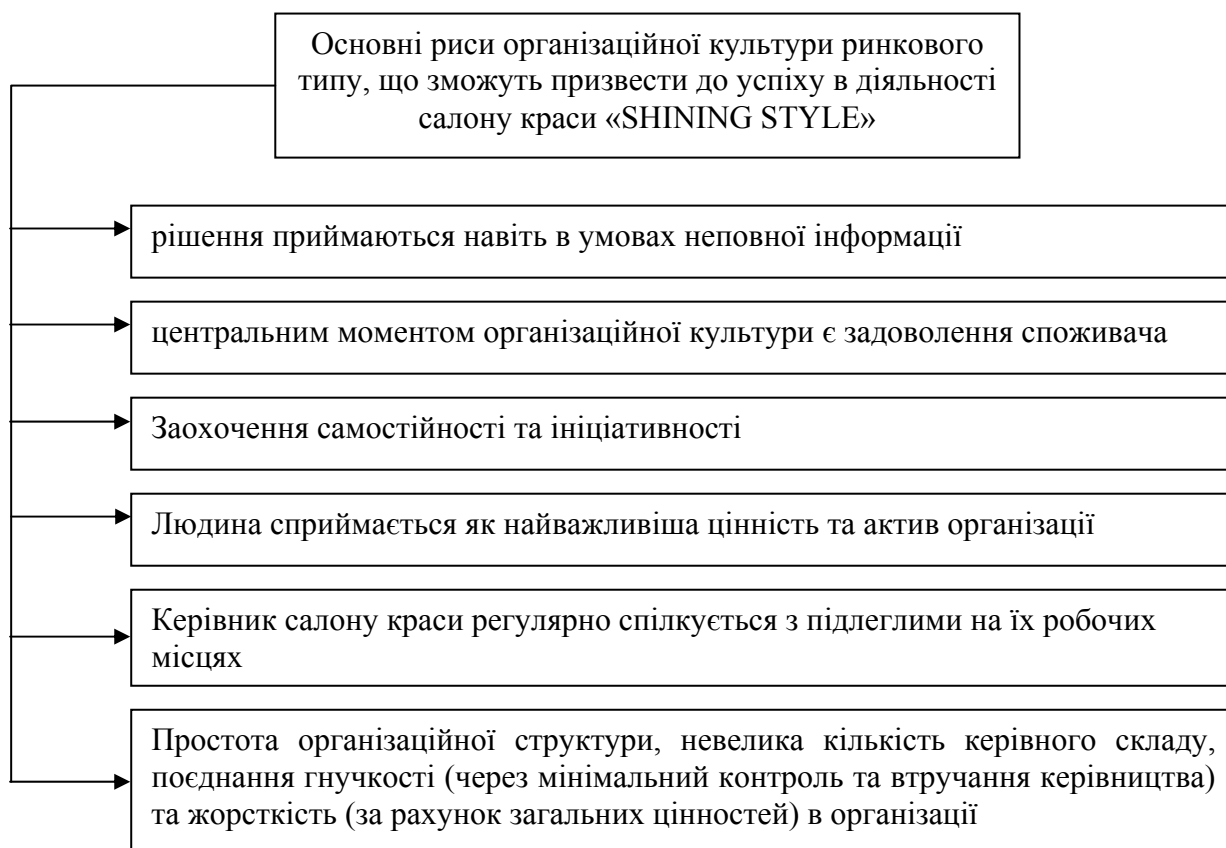 Основні риси організаційної культури ринкового
типу, що зможуть призвести до успіху в діяльності
салону краси «SHINING STYLE»
рішення приймаються навіть в умовах неповної інформації
центральним моментом організаційної культури є задоволення споживача
Заохочення самостійності та ініціативності
Людина сприймається як найважливіша цінність та актив організації
Керівник салону краси регулярно спілкується з підлеглими на їх робочих
місцях
Простота організаційної структури, невелика кількість керівного складу,
поєднання гнучкості (через мінімальний контроль та втручання керівництва)
та жорсткість (за рахунок загальних цінностей) в організації